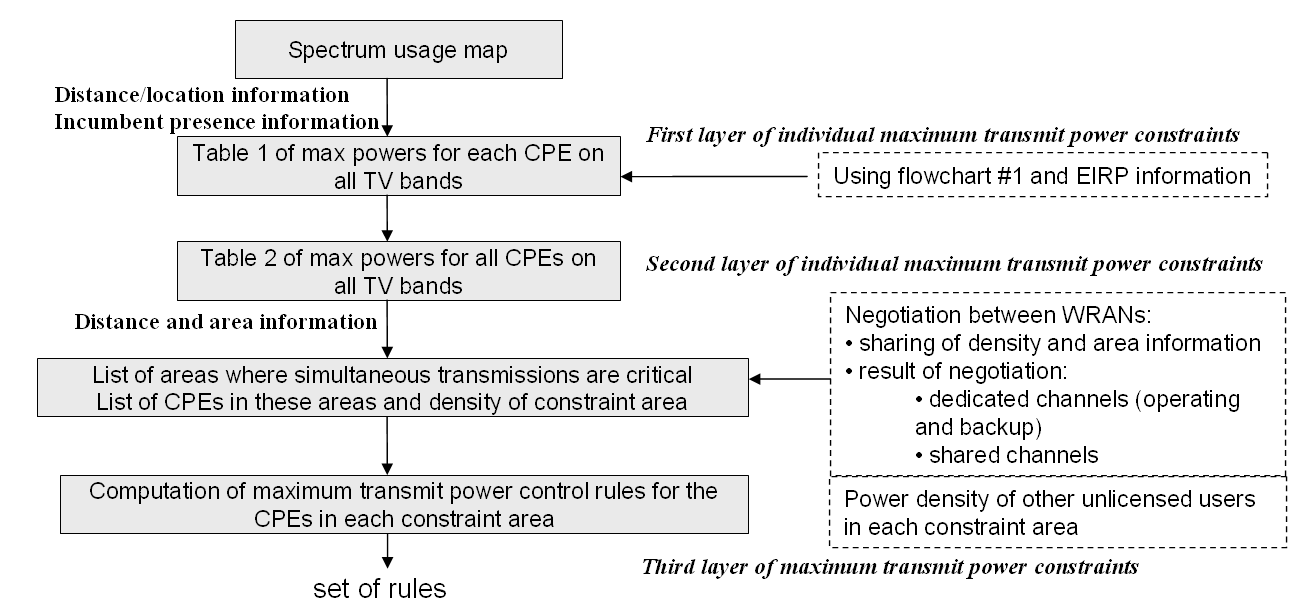 Spectrum usage map
Distance/location information
Incumbent presence information
First layer of individual maximum transmit power constraints
Table 1 of max powers for each CPE on
all TV bands
Using flowchart #1 and EIRP information
Table 2 of max powers for all CPEs on
all TV bands
Second layer of individual maximum transmit power constraints
Distance and area information
Negotiation between WRANs:
• sharing of density and area information
• result of negotiation:
• dedicated channels (operating
and backup)
• shared channels
List of areas where simultaneous transmissions are critical
List of CPEs in these areas and density of constraint area
Computation of maximum transmit power control rules for the
CPEs in each constraint area
Power density of other unlicensed users
in each constraint area
Third layer of maximum transmit power constraints
set of rules